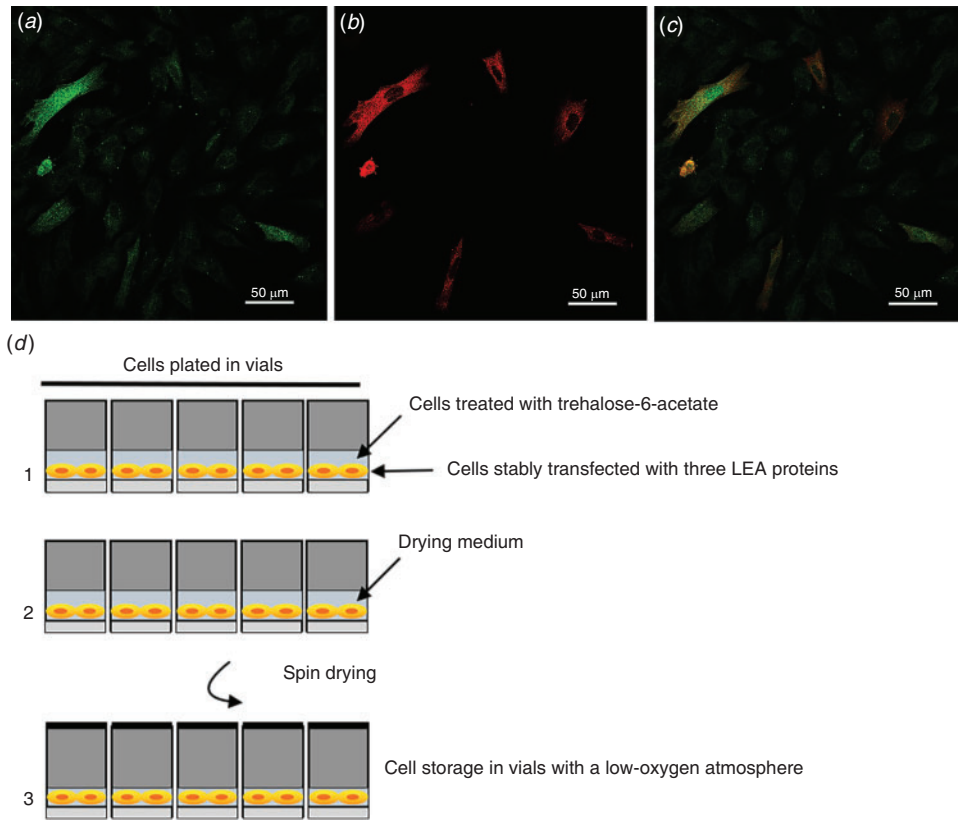 (a)
(b)
(c)
50 μm
50 μm
50 μm
(d)
Cells plated in vials
Cells treated with trehalose-6-acetate
1
Cells stably transfected with three LEA proteins
Drying medium
2
Spin drying
Cell storage in vials with a low-oxygen atmosphere
3